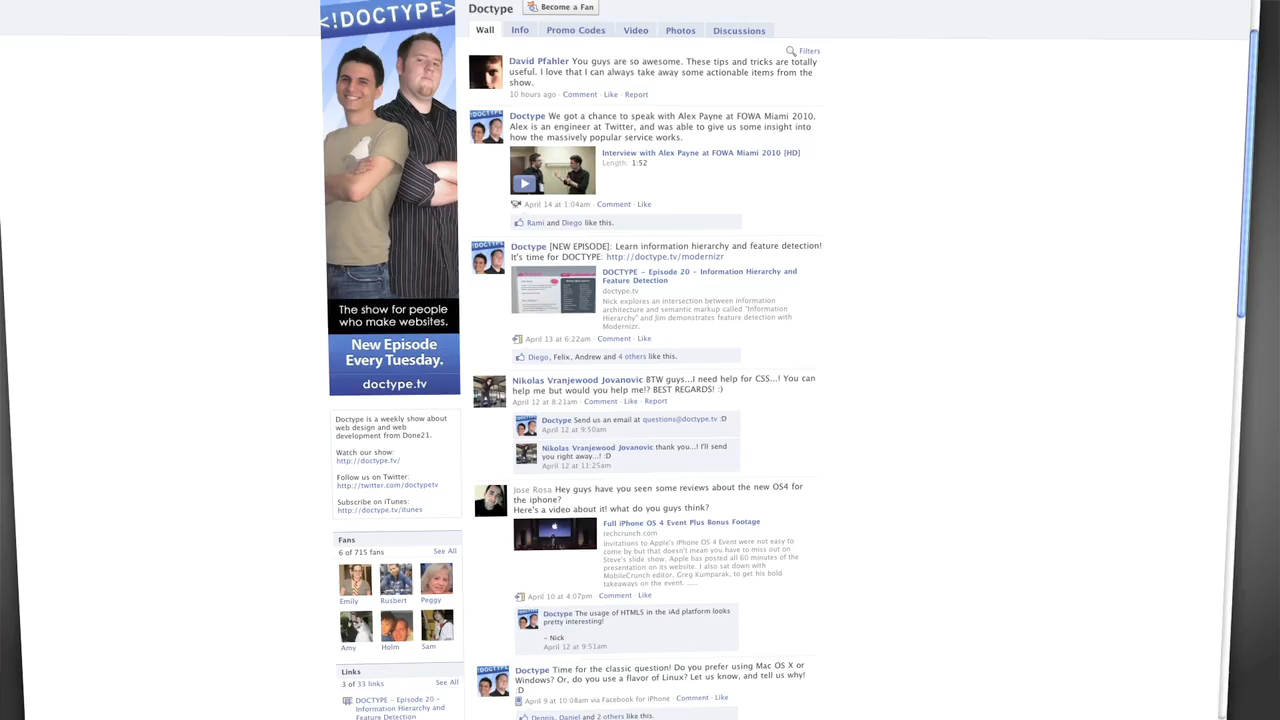 <!DOCTYPE>
The show for people
who make websites.
New Episode
Every Tuesday.
doctype.tv
Doctype is a weekly show about
web design and web
development from Done21.
Watch our show:
http://doctype.tv/
Follow us on Twitter:
http://twitter.com/doctypetv
Subscribe on iTunes:
http://doctype.tv/itunes
Fans
6 of 715 fans See All
Emily Rusbert Peggy
Amy Holm Sam
Links
3 of 33 links See All
DOCTYPE - Episode 20 -
Information Hierarchy and
Feature Detection
Doctype Become a Fan
Wall Info Promo Codes Video Photos Discussions
Filters
David Pfahler You guys are so awesome. These tips and tricks are totally
useful. I love that I can always take away some actionable items from the
show.
10 hours ago · Comment · Like · Report
Doctype We got a chance to speak with Alex Payne at FOWA Miami 2010.
Alex is an engineer at Twitter, and was able to give us some insight into
how the massively popular service works.
Interview with Alex Payne at FOWA Miami 2010 [HD]
Length: 1:52
April 14 at 1:04am · Comment · Like
Rami and Diego like this.
Doctype [NEW EPISODE]: Learn information hierarchy and feature detection!
It's time for DOCTYPE: http://doctype.tv/modernizr
DOCTYPE - Episode 20 - Information Hierarchy and
Feature Detection
doctype.tv
Nick explores an intersection between information
architecture and semantic markup called "Information
Hierarchy" and Jim demonstrates feature detection with
Modernizr.
April 13 at 6:22am · Comment · Like
Diego, Felix, Andrew and 4 others like this.
Nikolas Vranjewood Jovanovic BTW guys...I need help for CSS...! You can
help me but would you help me!? BEST REGARDS! :)
April 12 at 8:21am · Comment · Like · Report
Doctype Send us an email at questions@doctype.tv :D
April 12 at 9:50am
Nikolas Vranjewood Jovanovic thank you...! I'll send
you right away...! :D
April 12 at 11:25am
Jose Rosa Hey guys have you seen some reviews about the new OS4 for
the iphone?
Here's a video about it! what do you guys think?
Full iPhone OS 4 Event Plus Bonus Footage
techcrunch.com
Invitations to Apple's iPhone OS 4 Event were not easy to
come by but that doesn't mean you have to miss out on
Steve's slide show. Apple has posted all 60 minutes of the
presentation on its website. I also sat down with
MobileCrunch editor, Greg Kumparak, to get his bold
takeaways on the event. .....
April 10 at 4:07pm · Comment · Like
Doctype The usage of HTML5 in the iAd platform looks
pretty interesting!
- Nick
April 12 at 9:51am
Doctype Time for the classic question! Do you prefer using Mac OS X or
Windows? Or, do you use a flavor of Linux? Let us know, and tell us why!
:D
April 9 at 10:08am via Facebook for iPhone · Comment · Like
Dennis, Daniel and 2 others like this.